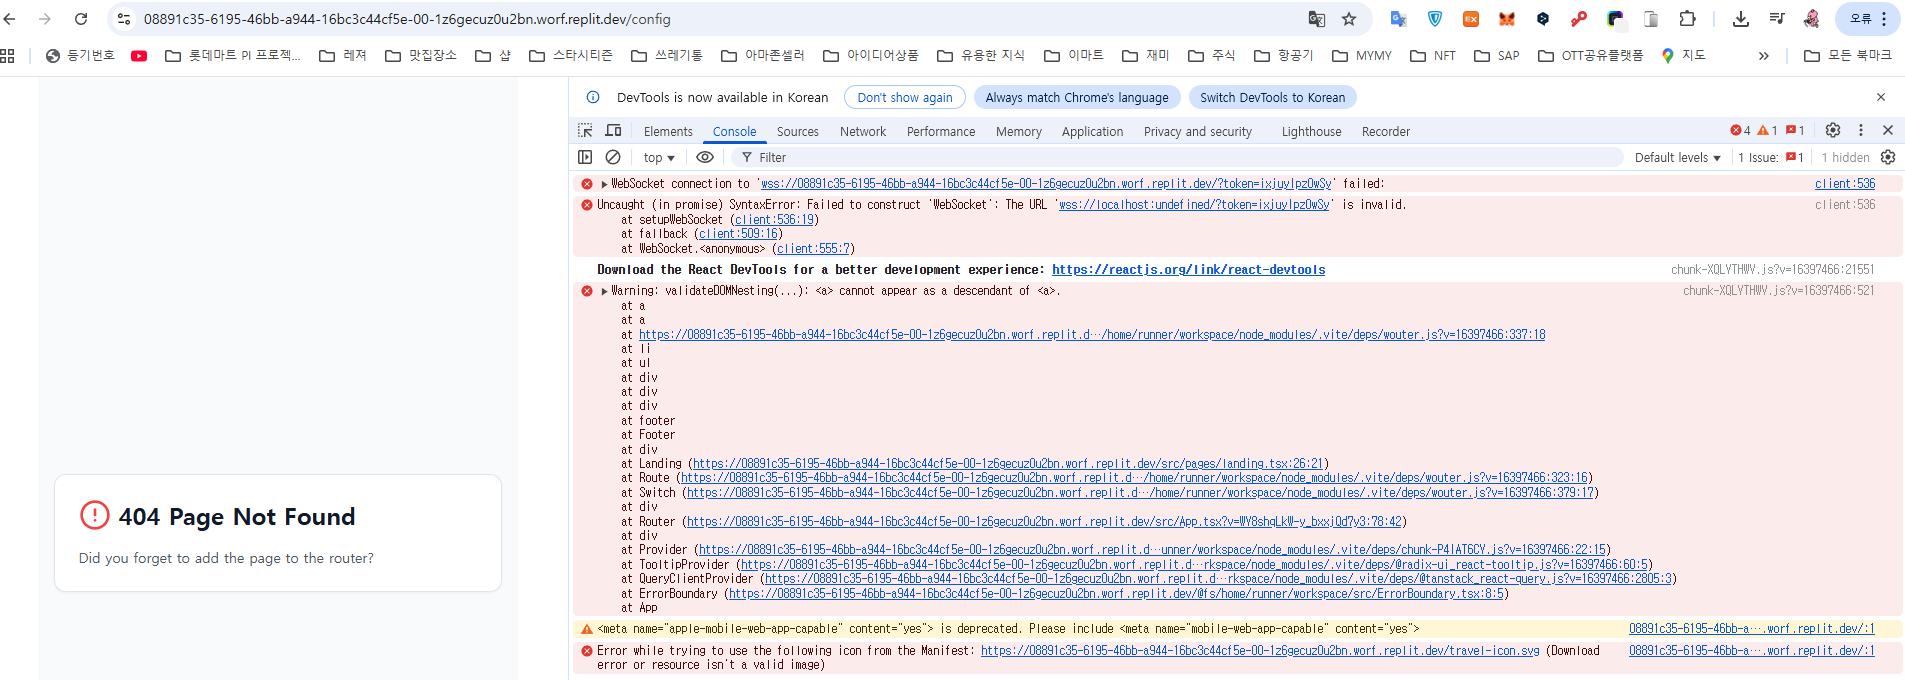 08891c35-6195-46bb-a944-16bc3c44cf5e-00-1z6gecuz0u2bn.worf.replit.dev/config
오류
등기번호 롯데마트 PI 프로젝... 레져 맛집장소 샵 스타시티즌 쓰레기통 아마존셀러 아이디어상품 유용한 지식 이마트 재미 주식 항공기 MYMY NFT SAP OTT공유플랫폼 지도 » 모든 북마크
DevTools is now available in Korean Don't show again Always match Chrome's language Switch DevTools to Korean
Elements Console Sources Network Performance Memory Application Privacy and security Lighthouse Recorder 4 1 1
top Filter Default levels 1 Issue: 1 1 hidden
WebSocket connection to 'wss://08891c35-6195-46bb-a944-16bc3c44cf5e-00-1z6gecuz0u2bn.worf.replit.dev/?token=ixjuylpzOwSy' failed: client:536
Uncaught (in promise) SyntaxError: Failed to construct 'WebSocket': The URL 'wss://localhost:undefined/?token=ixjuylpzOwSy' is invalid. client:536
at setupWebSocket (client:536:19)
at fallback (client:509:16)
at WebSocket.<anonymous> (client:555:7)
Download the React DevTools for a better development experience: https://reactjs.org/link/react-devtools chunk-XQLYTHWY.js?v=16397466:21551
Warning: validateDOMNesting(...): <a> cannot appear as a descendant of <a>. chunk-XQLYTHWY.js?v=16397466:521
at a
at a
at https://08891c35-6195-46bb-a944-16bc3c44cf5e-00-1z6gecuz0u2bn.worf.replit.d…/home/runner/workspace/node_modules/.vite/deps/wouter.js?v=16397466:337:18
at li
at ul
at div
at div
at div
at footer
at Footer
at div
at Landing (https://08891c35-6195-46bb-a944-16bc3c44cf5e-00-1z6gecuz0u2bn.worf.replit.dev/src/pages/landing.tsx:26:21)
at Route (https://08891c35-6195-46bb-a944-16bc3c44cf5e-00-1z6gecuz0u2bn.worf.replit.d…/home/runner/workspace/node_modules/.vite/deps/wouter.js?v=16397466:323:16)
at Switch (https://08891c35-6195-46bb-a944-16bc3c44cf5e-00-1z6gecuz0u2bn.worf.replit.d…/home/runner/workspace/node_modules/.vite/deps/wouter.js?v=16397466:379:17)
at div
at Router (https://08891c35-6195-46bb-a944-16bc3c44cf5e-00-1z6gecuz0u2bn.worf.replit.dev/src/App.tsx?v=WY8shqLkW-y_bxxjQd7y3:78:42)
at div
at Provider (https://08891c35-6195-46bb-a944-16bc3c44cf5e-00-1z6gecuz0u2bn.worf.replit.d…unner/workspace/node_modules/.vite/deps/chunk-P4IAT6CY.js?v=16397466:22:15)
at TooltipProvider (https://08891c35-6195-46bb-a944-16bc3c44cf5e-00-1z6gecuz0u2bn.worf.replit.d…rkspace/node_modules/.vite/deps/@radix-ui_react-tooltip.js?v=16397466:60:5)
at QueryClientProvider (https://08891c35-6195-46bb-a944-16bc3c44cf5e-00-1z6gecuz0u2bn.worf.replit.d…rkspace/node_modules/.vite/deps/@tanstack_react-query.js?v=16397466:2805:3)
at ErrorBoundary (https://08891c35-6195-46bb-a944-16bc3c44cf5e-00-1z6gecuz0u2bn.worf.replit.dev/@fs/home/runner/workspace/src/ErrorBoundary.tsx:8:5)
at App
<meta name="apple-mobile-web-app-capable" content="yes"> is deprecated. Please include <meta name="mobile-web-app-capable" content="yes"> 08891c35-6195-46bb-a….worf.replit.dev/:1
Error while trying to use the following icon from the Manifest: https://08891c35-6195-46bb-a944-16bc3c44cf5e-00-1z6gecuz0u2bn.worf.replit.dev/travel-icon.svg (Download 08891c35-6195-46bb-a….worf.replit.dev/:1
error or resource isn't a valid image)
404 Page Not Found
Did you forget to add the page to the router?